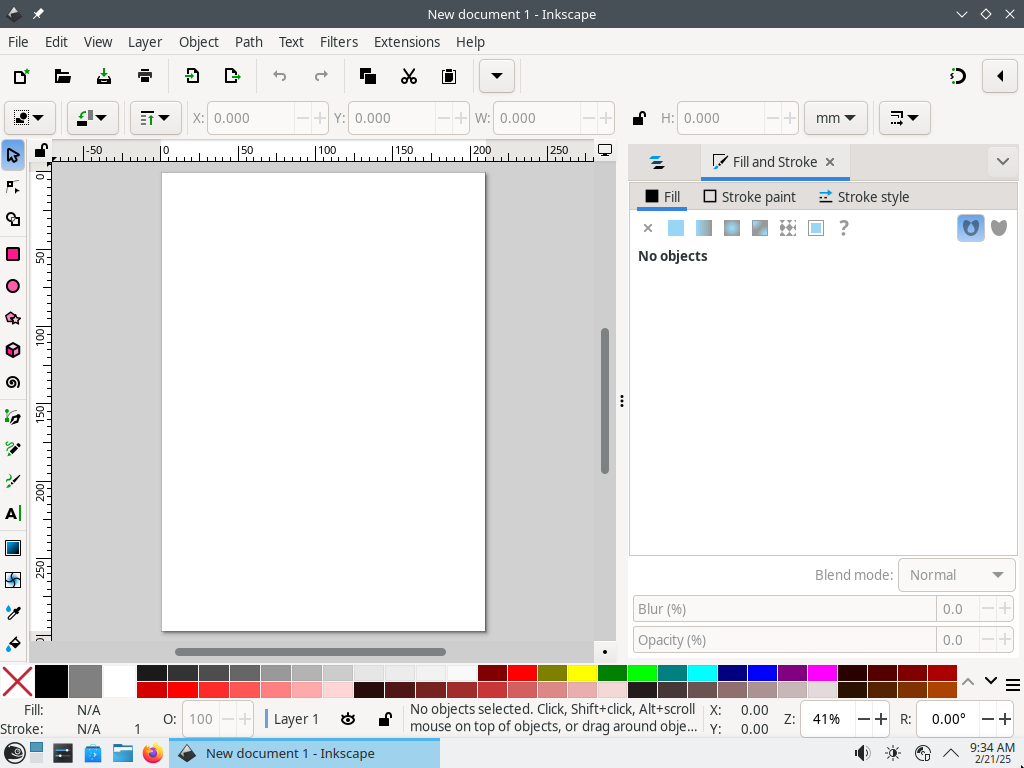 New document 1 - Inkscape
File Edit View Layer Object Path Text Filters Extensions Help
X: 0.000 Y: 0.000 W: 0.000 H: 0.000 mm
-50 0 50 100 150 200 250
0
50
100
150
200
250
Fill and Stroke
Fill Stroke paint Stroke style
?
No objects
Blend mode: Normal
Blur (%) 0.0
Opacity (%) 0.0
Fill: N/A
Stroke: N/A 1
O: 100
Layer 1
No objects selected. Click, Shift+click, Alt+scroll
mouse on top of objects, or drag around obje...
X: 0.00
Y: 0.00
Z: 41%
R: 0.00°
New document 1 - Inkscape
9:34 AM
2/21/25